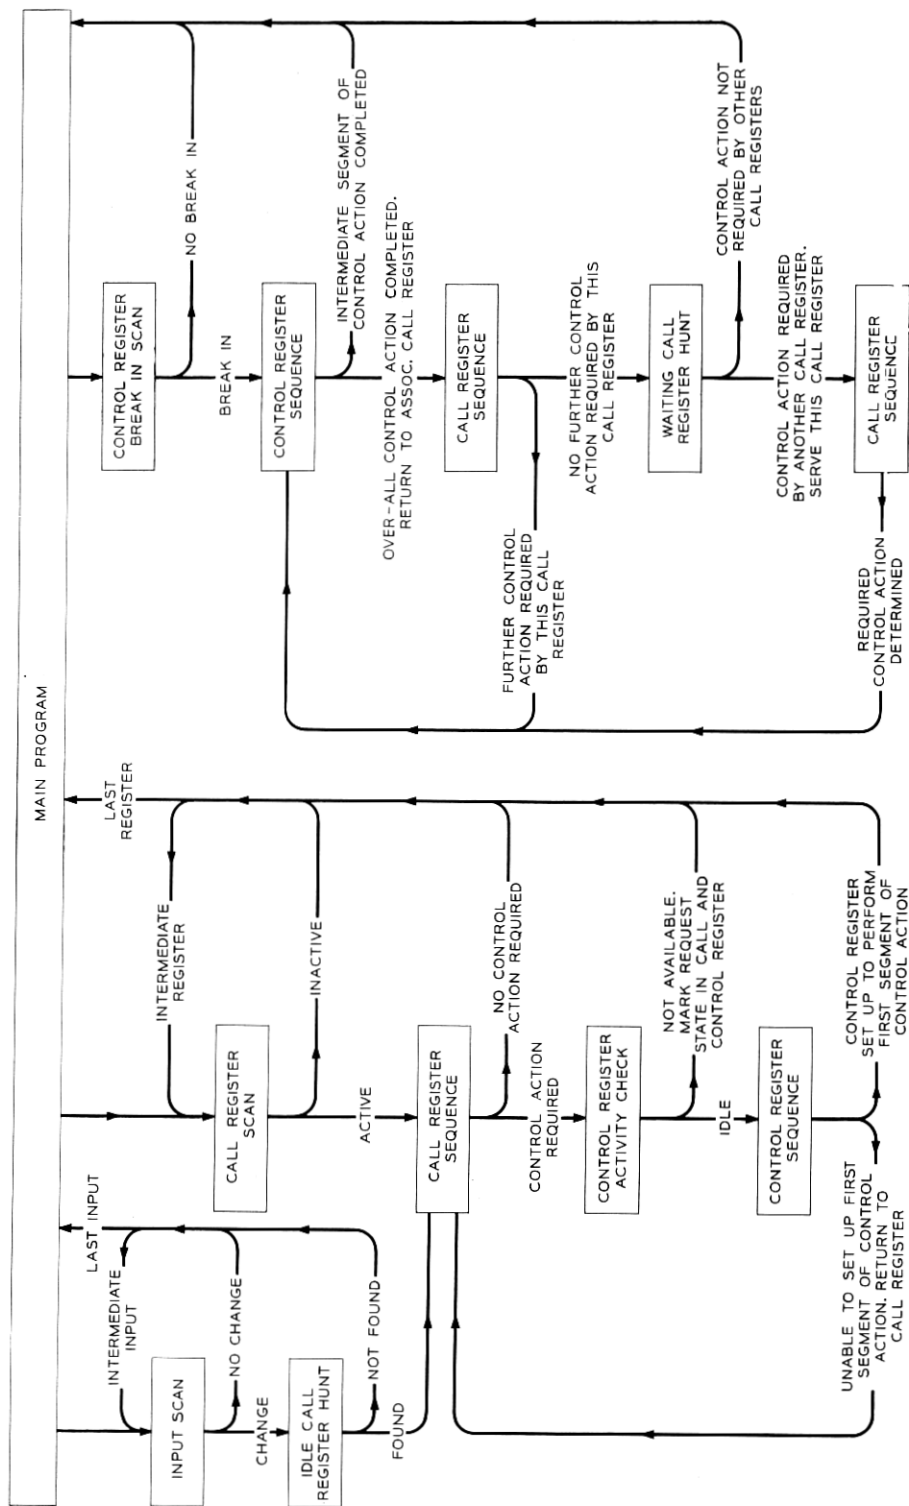 MAIN PROGRAM
LAST INPUT
INTERMEDIATE
INPUT
INPUT SCAN
NO CHANGE
CHANGE
IDLE CALL
REGISTER HUNT
NOT FOUND
FOUND
LAST
REGISTER
INTERMEDIATE
REGISTER
CALL REGISTER
SCAN
INACTIVE
ACTIVE
CALL REGISTER
SEQUENCE
NO CONTROL
ACTION REQUIRED
CONTROL ACTION
REQUIRED
CONTROL REGISTER
ACTIVITY CHECK
NOT AVAILABLE.
MARK REQUEST
STATE IN CALL AND
CONTROL REGISTER
IDLE
CONTROL REGISTER
SEQUENCE
UNABLE TO SET UP FIRST
SEGMENT OF CONTROL
ACTION. RETURN TO
CALL REGISTER
CONTROL REGISTER
SET UP TO PERFORM
FIRST SEGMENT OF
CONTROL ACTION
CONTROL REGISTER
BREAK IN SCAN
NO BREAK IN
BREAK IN
CONTROL REGISTER
SEQUENCE
INTERMEDIATE SEGMENT OF
CONTROL ACTION COMPLETED
OVER-ALL CONTROL ACTION COMPLETED.
RETURN TO ASSOC. CALL REGISTER
CALL REGISTER
SEQUENCE
FURTHER CONTROL
ACTION REQUIRED
BY THIS CALL
REGISTER
NO FURTHER CONTROL
ACTION REQUIRED BY THIS
CALL REGISTER
WAITING CALL
REGISTER HUNT
CONTROL ACTION NOT
REQUIRED BY OTHER
CALL REGISTERS
CONTROL ACTION REQUIRED
BY ANOTHER CALL REGISTER.
SERVE THIS CALL REGISTER
CALL REGISTER
SEQUENCE
REQUIRED
CONTROL ACTION
DETERMINED